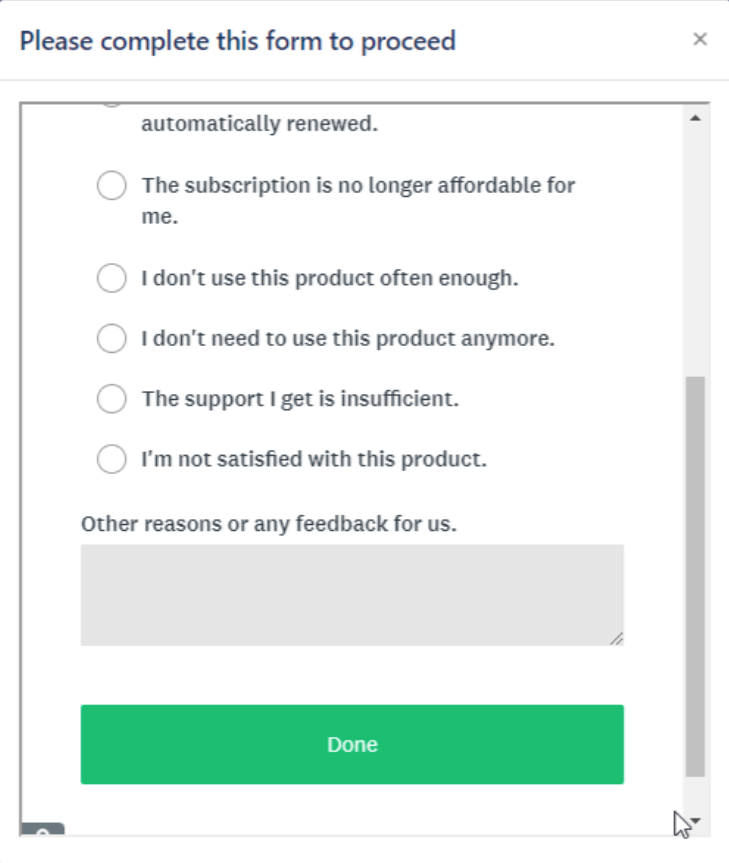 Please complete this form to proceed
automatically renewed.
The subscription is no longer affordable for
me.
I don't use this product often enough.
I don't need to use this product anymore.
The support I get is insufficient.
I'm not satisfied with this product.
Other reasons or any feedback for us.
Done